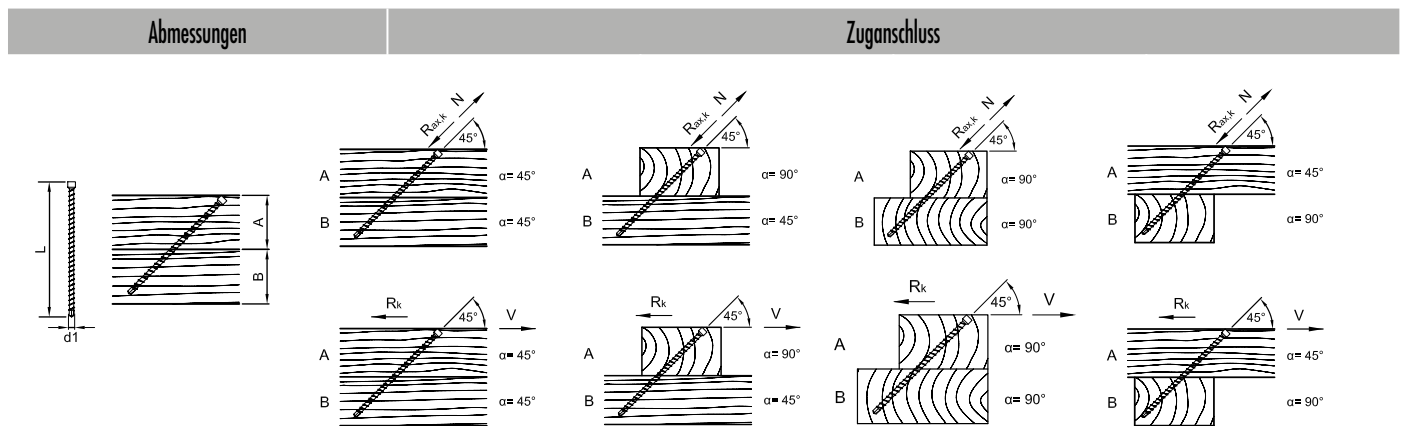 Abmessungen
Zuganschluss
L
d1
A
B
Rax,k N
45°
A α= 45°
B α= 45°
Rax,k N
45°
A α= 90°
B α= 45°
Rax,k N
45°
A α= 90°
B α= 90°
Rax,k N
45°
A α= 45°
B α= 90°
Rk 45° V
A α= 45°
B α= 45°
Rk 45° V
A α= 90°
B α= 45°
Rk 45° V
A α= 90°
B α= 90°
Rk 45° V
A α= 45°
B α= 90°